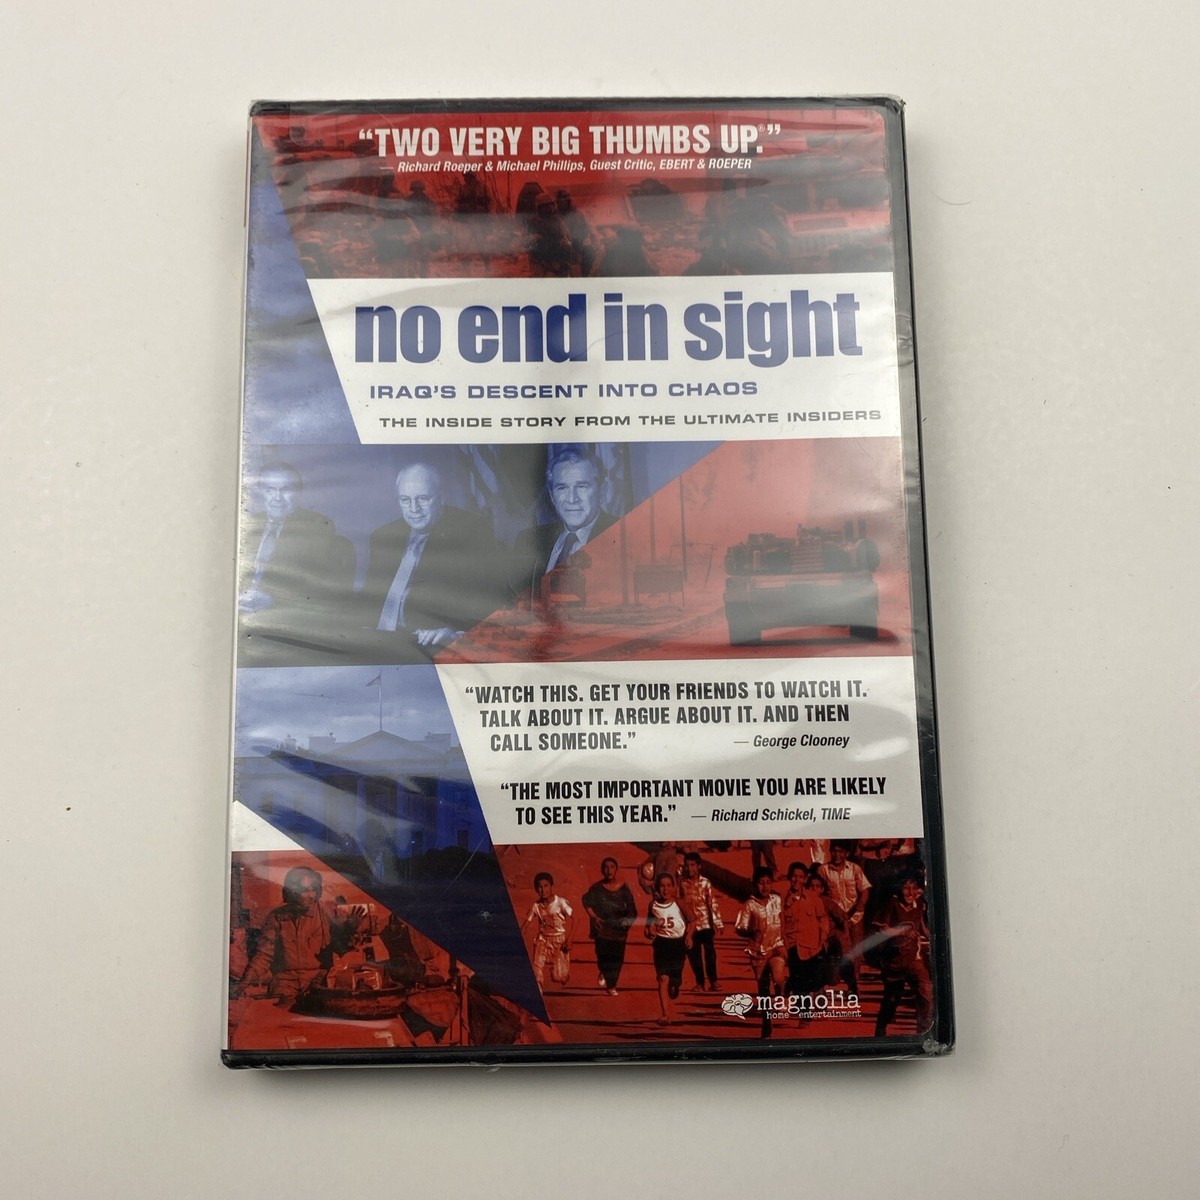 “TWO VERY BIG THUMBS UP.®”
— Richard Roeper & Michael Phillips, Guest Critic, EBERT & ROEPER
no end in sight
IRAQ'S DESCENT INTO CHAOS
THE INSIDE STORY FROM THE ULTIMATE INSIDERS
“WATCH THIS. GET YOUR FRIENDS TO WATCH IT.
TALK ABOUT IT. ARGUE ABOUT IT. AND THEN
CALL SOMEONE.” — George Clooney
“THE MOST IMPORTANT MOVIE YOU ARE LIKELY
TO SEE THIS YEAR.” — Richard Schickel, TIME
25
magnolia
home entertainment